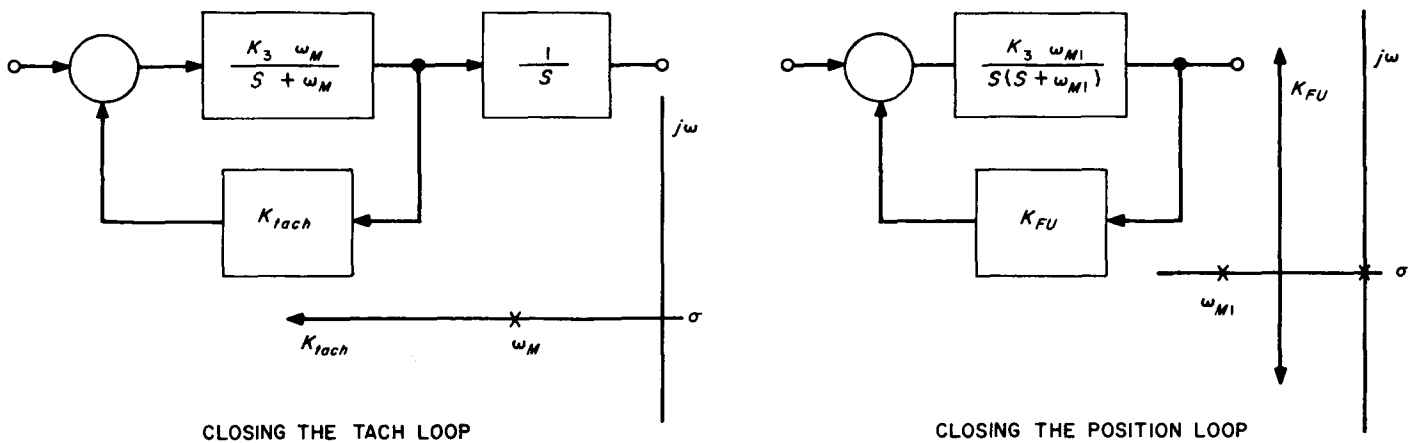 K3 ωM
S + ωM
1
S
Ktach
jω
σ
Ktach
ωM
CLOSING THE TACH LOOP
K3 ωM1
S(S + ωM1)
KFU
KFU
jω
σ
ωM1
CLOSING THE POSITION LOOP